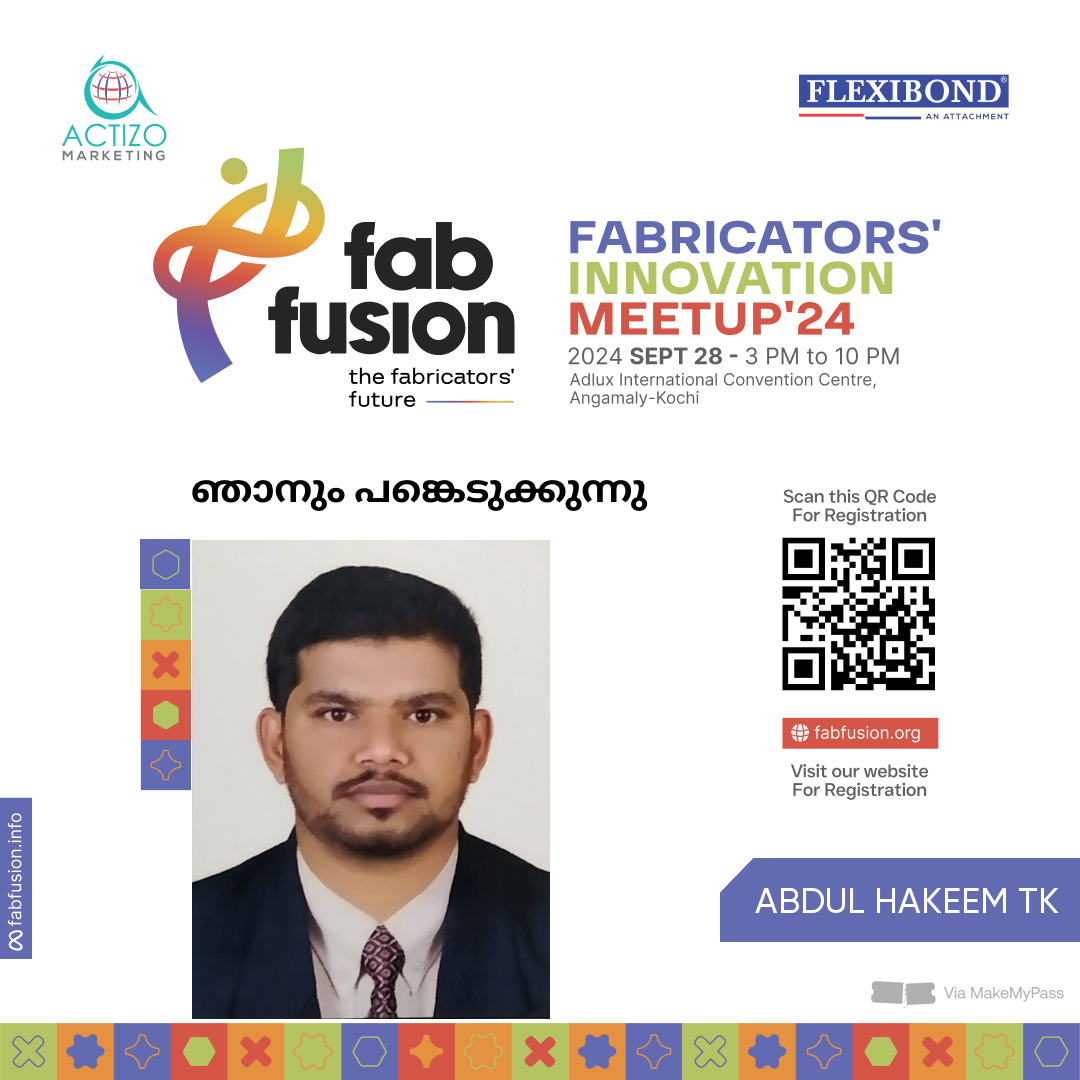 ACTIZO
MARKETING
FLEXIBOND®
AN ATTACHMENT
fab
fusion
the fabricators'
future
FABRICATORS'
INNOVATION
MEETUP'24
2024 SEPT 28 - 3 PM to 10 PM
Adlux International Convention Centre,
Angamaly-Kochi
ഞാനും പങ്കെടുക്കുന്നു
Scan this QR Code
For Registration
fabfusion.org
Visit our website
For Registration
fabfusion.info
ABDUL HAKEEM TK
Via MakeMyPass